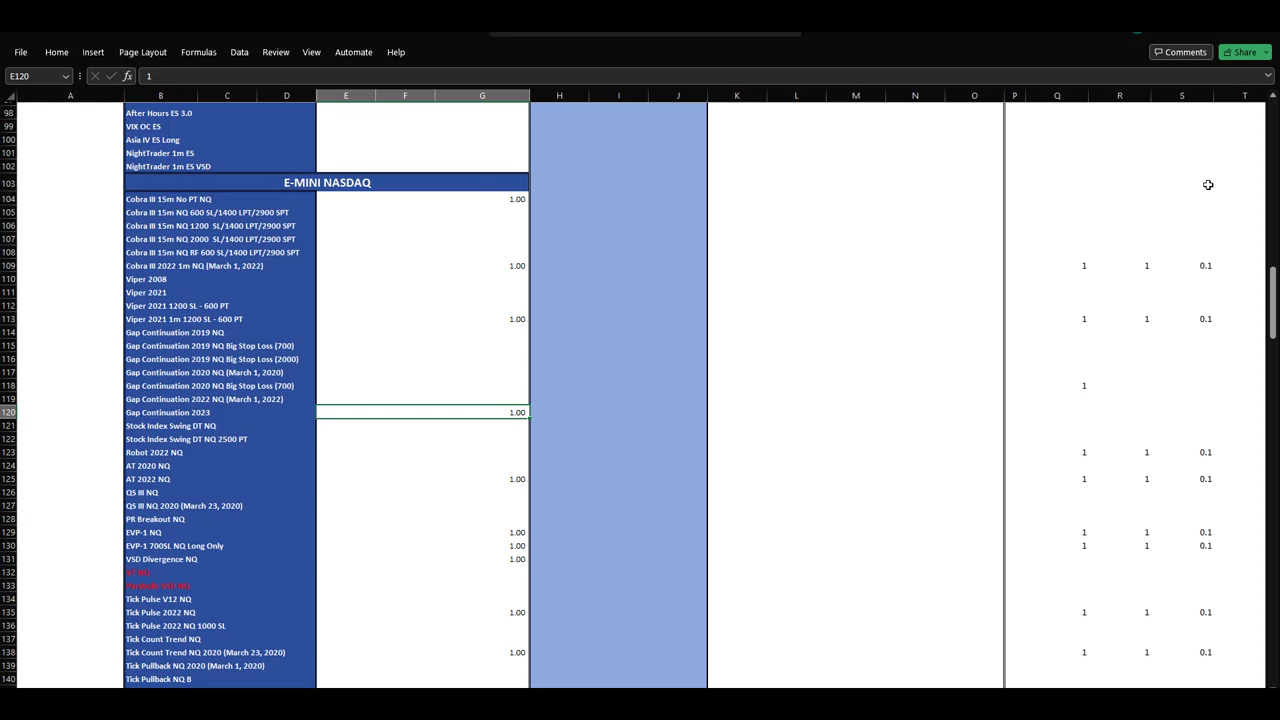 File Home Insert Page Layout Formulas Data Review View Automate Help Comments Share
E120 fx 1
A B C D E F G H I J K L M N O P Q R S T
98 After Hours ES 3.0
99 VIX OC ES
100 Asia IV ES Long
101 NightTrader 1m ES
102 NightTrader 1m ES VSD
103 E-MINI NASDAQ
104 Cobra III 15m No PT NQ 1.00
105 Cobra III 15m NQ 600 SL/1400 LPT/2900 SPT
106 Cobra III 15m NQ 1200 SL/1400 LPT/2900 SPT
107 Cobra III 15m NQ 2000 SL/1400 LPT/2900 SPT
108 Cobra III 15m NQ RF 600 SL/1400 LPT/2900 SPT
109 Cobra III 2022 1m NQ (March 1, 2022) 1.00 1 1 0.1
110 Viper 2008
111 Viper 2021
112 Viper 2021 1200 SL - 600 PT
113 Viper 2021 1m 1200 SL - 600 PT 1.00 1 1 0.1
114 Gap Continuation 2019 NQ
115 Gap Continuation 2019 NQ Big Stop Loss (700)
116 Gap Continuation 2019 NQ Big Stop Loss (2000)
117 Gap Continuation 2020 NQ (March 1, 2020)
118 Gap Continuation 2020 NQ Big Stop Loss (700) 1
119 Gap Continuation 2022 NQ (March 1, 2022)
120 Gap Continuation 2023 1.00
121 Stock Index Swing DT NQ
122 Stock Index Swing DT NQ 2500 PT
123 Robot 2022 NQ 1 1 0.1
124 AT 2020 NQ
125 AT 2022 NQ 1.00 1 1 0.1
126 QS III NQ
127 QS III NQ 2020 (March 23, 2020)
128 PR Breakout NQ
129 EVP-1 NQ 1.00 1 1 0.1
130 EVP-1 700SL NQ Long Only 1.00 1 1 0.1
131 VSD Divergence NQ 1.00
132 NQ
133 Parabolic VSD NQ
134 Tick Pulse V12 NQ
135 Tick Pulse 2022 NQ 1.00 1 1 0.1
136 Tick Pulse 2022 NQ 1000 SL
137 Tick Count Trend NQ
138 Tick Count Trend NQ 2020 (March 23, 2020) 1.00 1 1 0.1
139 Tick Pullback NQ 2020 (March 1, 2020)
140 Tick Pullback NQ B